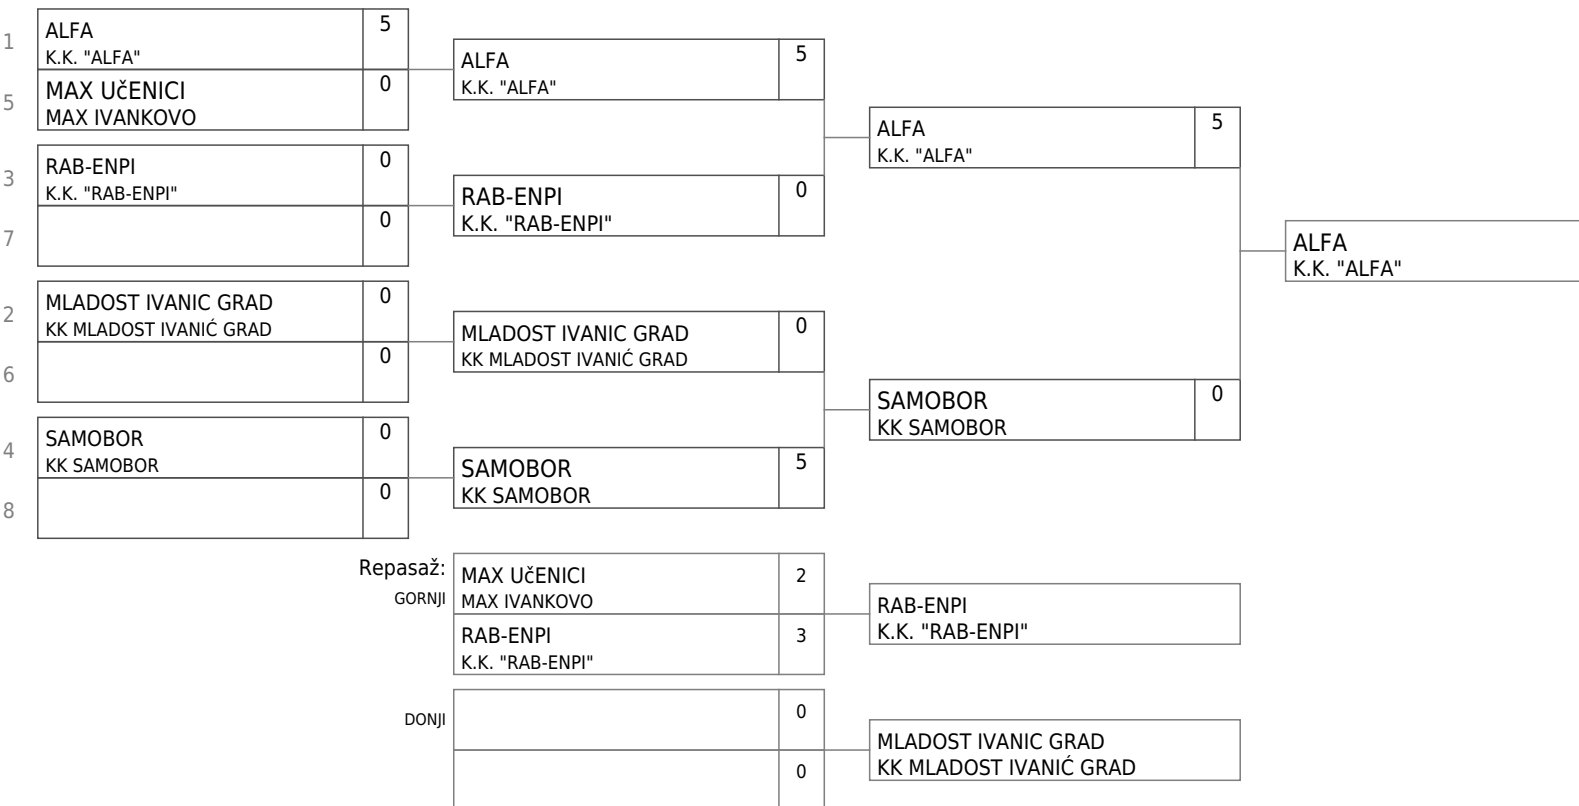 1
ALFA 5
K.K. "ALFA"
5
MAX UčENICI 0
MAX IVANKOVO
3
RAB-ENPI 0
K.K. "RAB-ENPI"
7
0
2
MLADOST IVANIC GRAD 0
KK MLADOST IVANIĆ GRAD
6
0
4
SAMOBOR 0
KK SAMOBOR
8
0
ALFA 5
K.K. "ALFA"
RAB-ENPI 0
K.K. "RAB-ENPI"
MLADOST IVANIC GRAD 0
KK MLADOST IVANIĆ GRAD
SAMOBOR 5
KK SAMOBOR
ALFA 5
K.K. "ALFA"
SAMOBOR 0
KK SAMOBOR
ALFA
K.K. "ALFA"
Repasaž:
GORNJI
MAX UčENICI 2
MAX IVANKOVO
RAB-ENPI 3
K.K. "RAB-ENPI"
RAB-ENPI
K.K. "RAB-ENPI"
DONJI
0
0
MLADOST IVANIC GRAD
KK MLADOST IVANIĆ GRAD